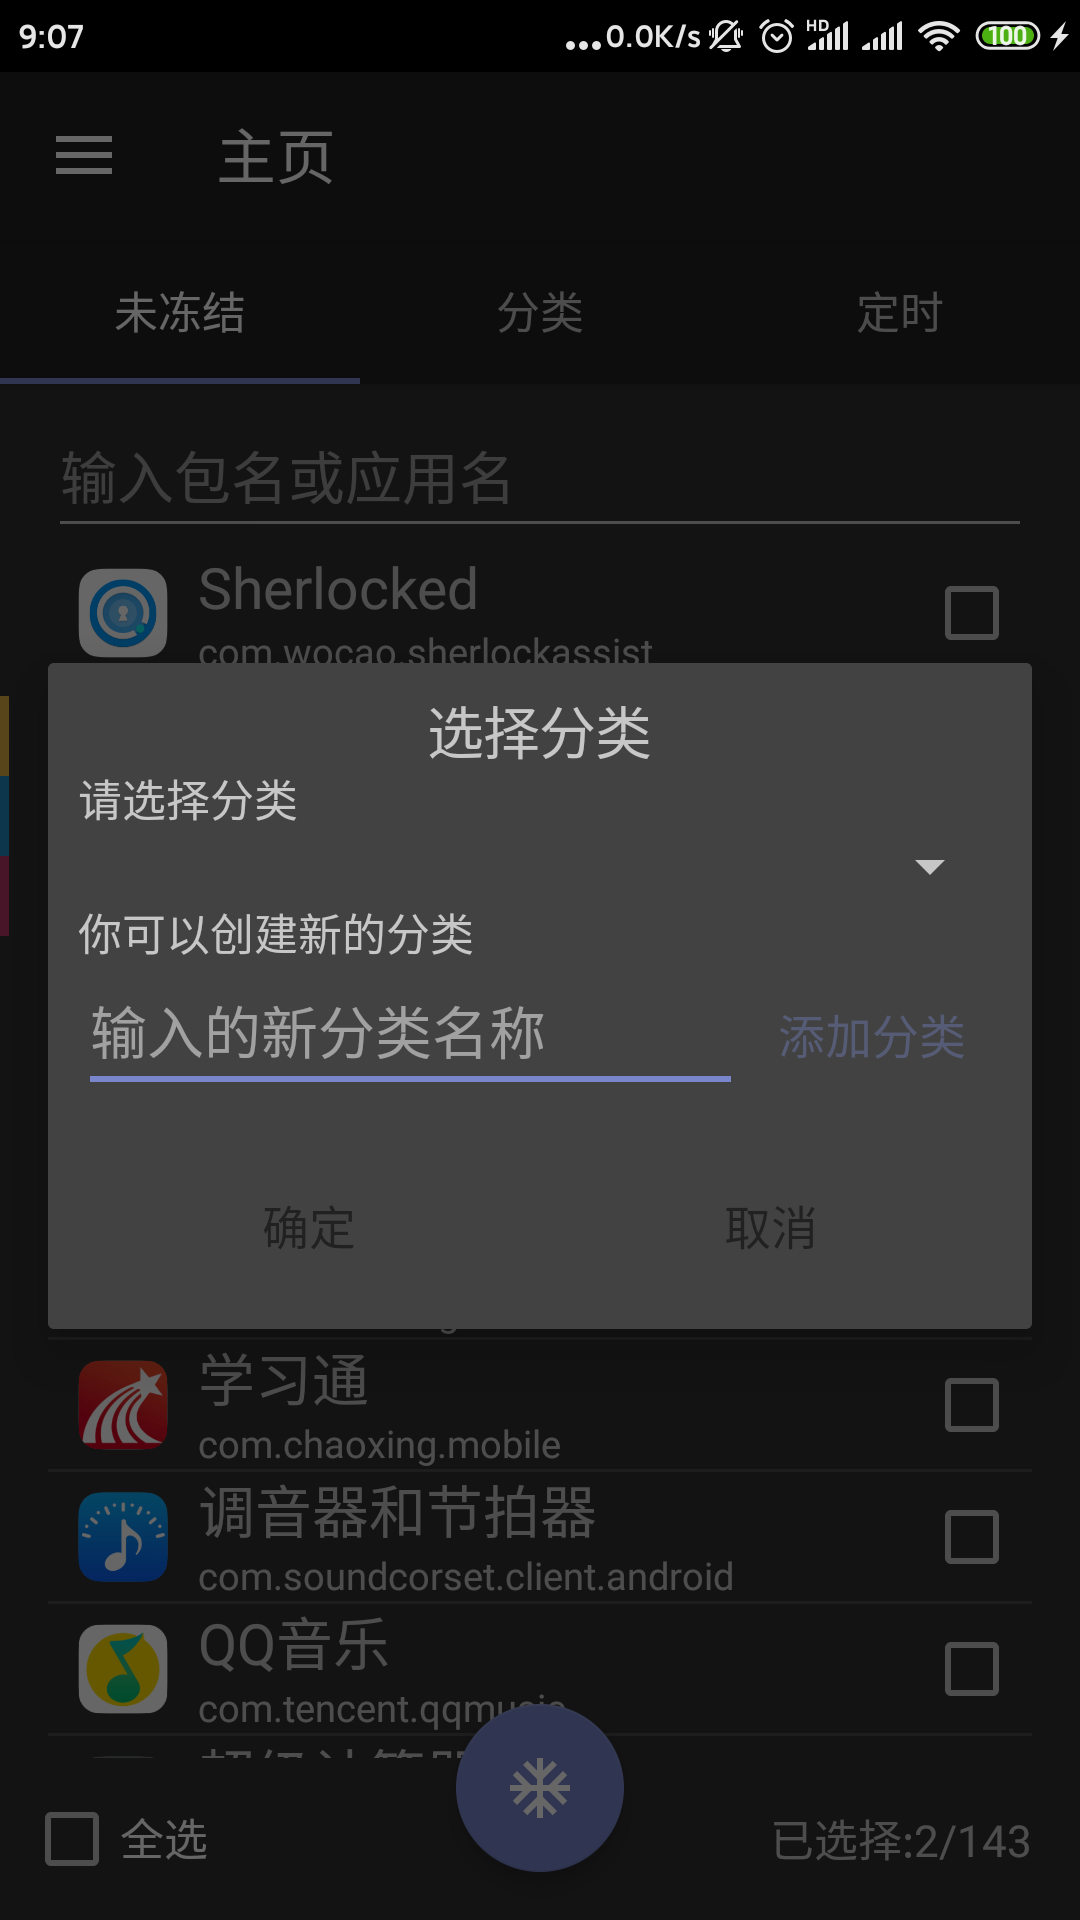 9:07
...0.0K/s
HD
100
主页
未冻结
分类
定时
输入包名或应用名
Sherlocked
com.wocao.sherlockassist
选择分类
请选择分类
你可以创建新的分类
输入的新分类名称
添加分类
确定
取消
学习通
com.chaoxing.mobile
调音器和节拍器
com.soundcorset.client.android
QQ音乐
com.tencent.qqmusic
全选
已选择:2/143